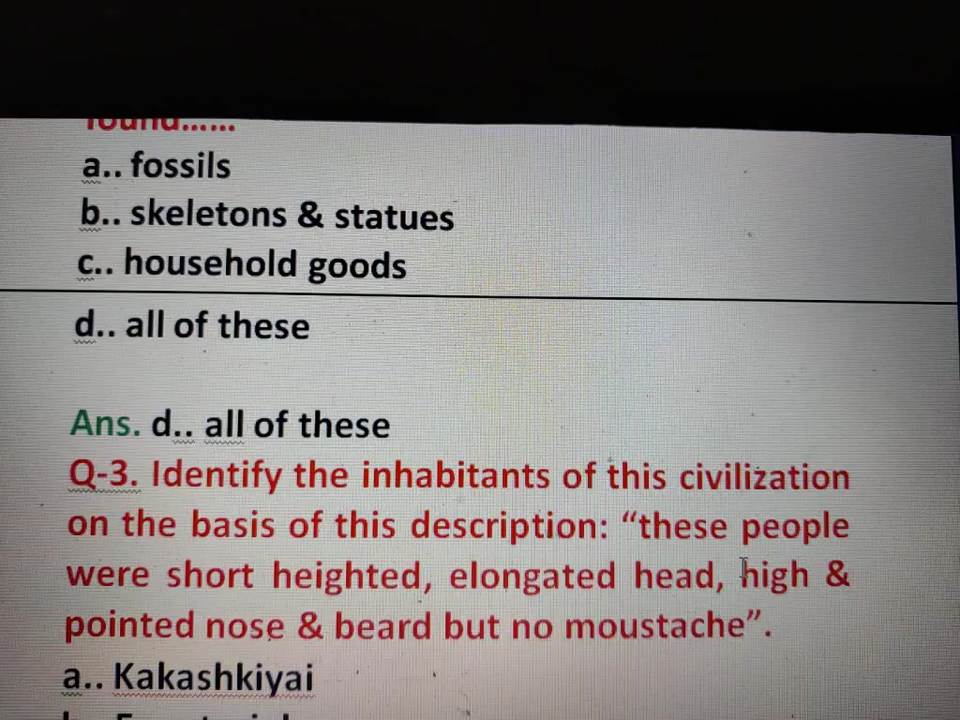 found......
a.. fossils
b.. skeletons & statues
c.. household goods
d.. all of these
Ans. d.. all of these
Q-3. Identify the inhabitants of this civilization
on the basis of this description: “these people
were short heighted, elongated head, high &
pointed nose & beard but no moustache”.
a.. Kakashkiyai